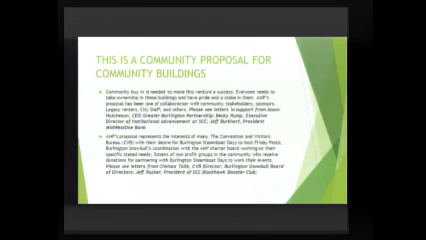 THIS IS A COMMUNITY PROPOSAL FOR
COMMUNITY BUILDINGS
Community buy in is needed to make this venture a success. Everyone needs to
take ownership in these buildings and have pride and a stake in them. AMP's
proposal has been one of collaboration with community stakeholders, sponsors,
Legacy renters, City Staff, and others. Please see letters in support from Jason
Hutcheson, CEO Greater Burlington Partnership; Becky Rump, Executive
Director of Institutional Advancement at SCC; Jeff Burkhart, President
MidWestOne Bank
AMP's proposal represents the interests of many. The Convention and Visitors
Bureau (CVB) with their desire for Burlington Steamboat Days to host Friday Fests;
Burlington Snowbull's coordination with the AMP charter board working on their
specific stated needs; Dozens of non profit groups in the community who receive
donations for partnering with Burlington Steamboat Days to work their events.
Please see letters from Chelsea Tolle, CVB Director; Burlington Snowbull Board
of Directors; Jeff Rusker, President of SCC Blackhawk Booster Club;